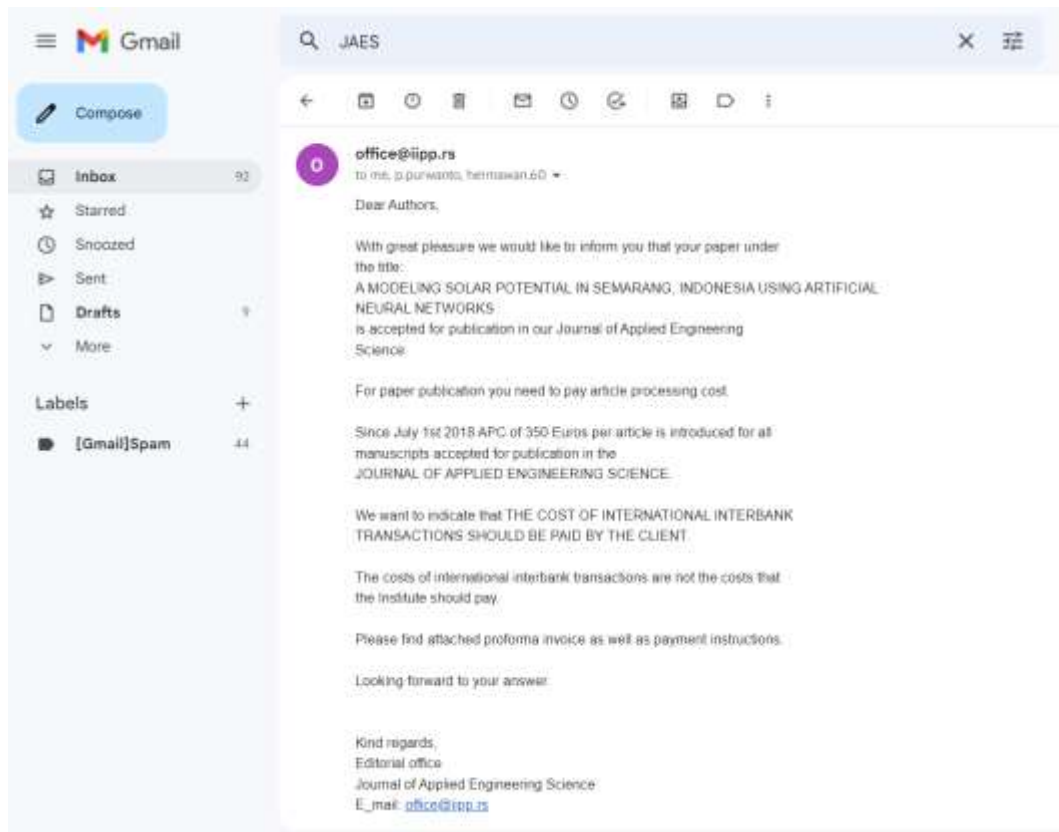 Gmail
JAES
Compose
Inbox 92
Starred
Snoozed
Sent
Drafts 9
More
Labels +
[Gmail]Spam 44
O
office@iipp.rs
to me, p.purwanto, hermawan.60
Dear Authors,
With great pleasure we would like to inform you that your paper under
the title:
A MODELING SOLAR POTENTIAL IN SEMARANG, INDONESIA USING ARTIFICIAL
NEURAL NETWORKS
is accepted for publication in our Journal of Applied Engineering
Science.
For paper publication you need to pay article processing cost.
Since July 1st 2018 APC of 350 Euros per article is introduced for all
manuscripts accepted for publication in the
JOURNAL OF APPLIED ENGINEERING SCIENCE.
We want to indicate that THE COST OF INTERNATIONAL INTERBANK
TRANSACTIONS SHOULD BE PAID BY THE CLIENT.
The costs of international interbank transactions are not the costs that
the Institute should pay.
Please find attached proforma invoice as well as payment instructions.
Looking forward to your answer.
Kind regards,
Editorial office
Journal of Applied Engineering Science
E_mail: office@iipp.rs